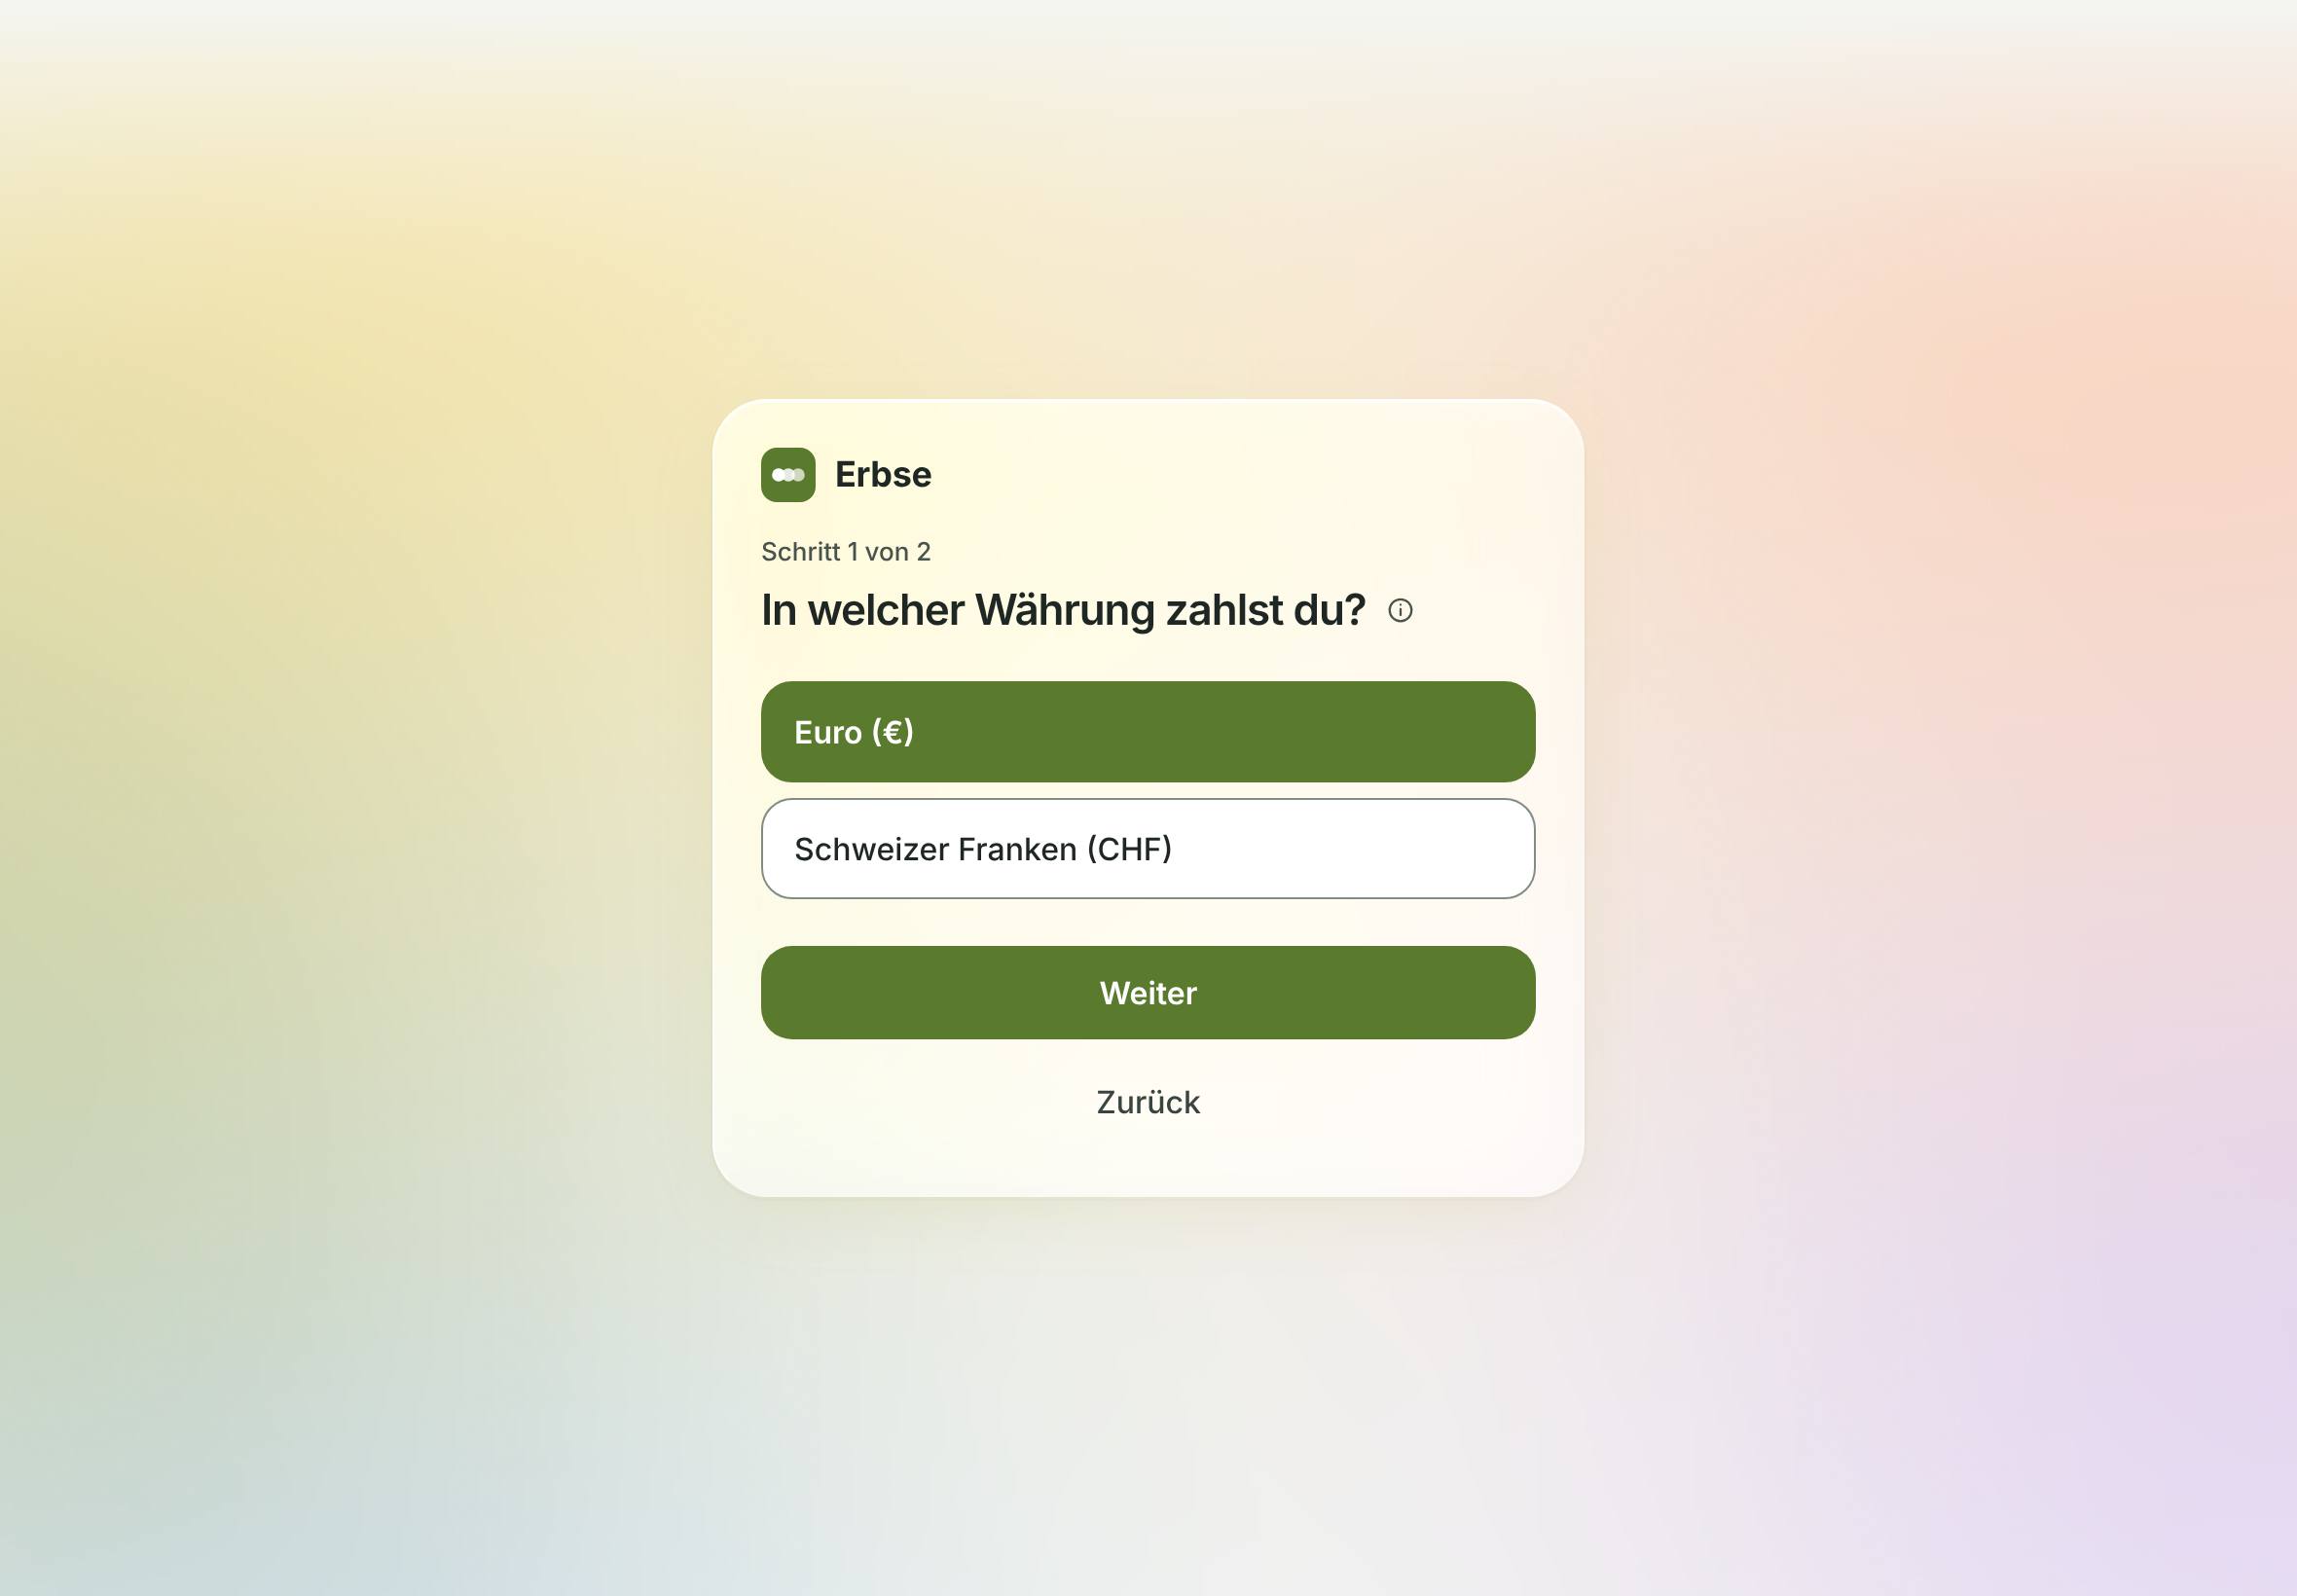 Erbse
Schritt 1 von 2
In welcher Währung zahlst du?
Euro (€)
Schweizer Franken (CHF)
Weiter
Zurück